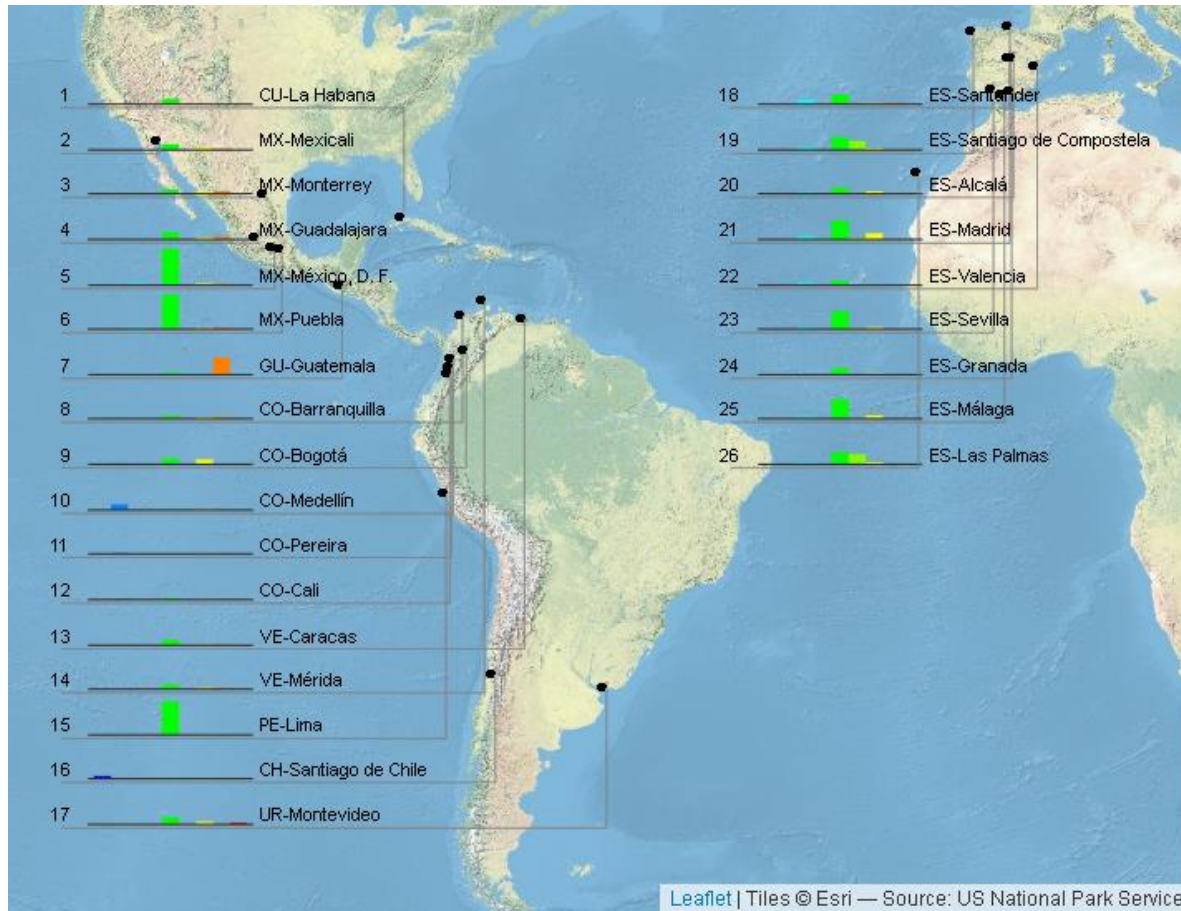 1 CU-La Habana
2 MX-Mexicali
3 MX-Monterrey
4 MX-Guadalajara
5 MX-México, D. F.
6 MX-Puebla
7 GU-Guatemala
8 CO-Barranquilla
9 CO-Bogotá
10 CO-Medellín
11 CO-Pereira
12 CO-Cali
13 VE-Caracas
14 VE-Mérida
15 PE-Lima
16 CH-Santiago de Chile
17 UR-Montevideo
18 ES-Santander
19 ES-Santiago de Compostela
20 ES-Alcalá
21 ES-Madrid
22 ES-Valencia
23 ES-Sevilla
24 ES-Granada
25 ES-Málaga
26 ES-Las Palmas
Leaflet | Tiles © Esri — Source: US National Park Service